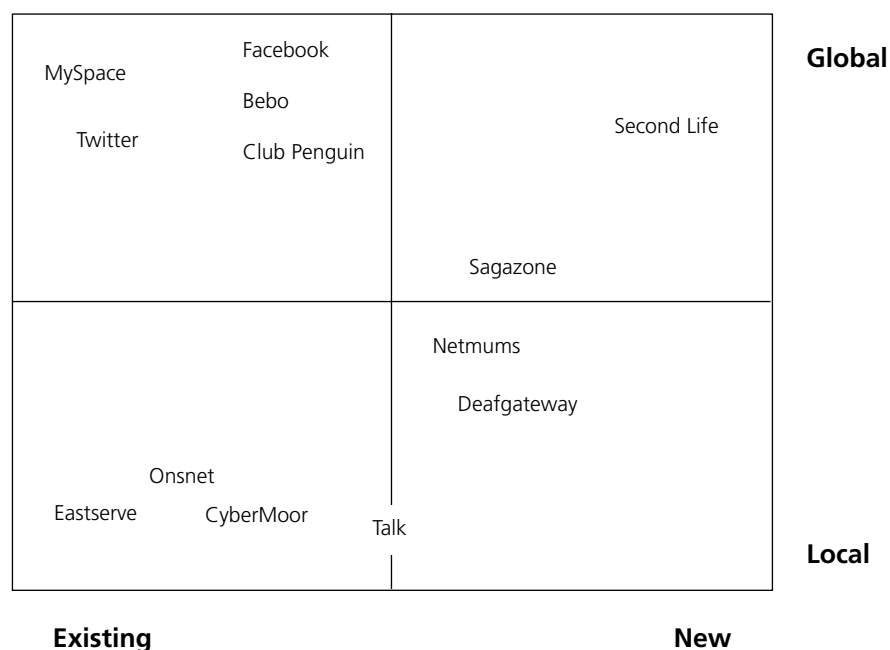 Facebook
Global
MySpace
Bebo
Second Life
Twitter
Club Penguin
Sagazone
Netmums
Deafgateway
Onsnet
Eastserve
CyberMoor
Talk
Local
Existing
New